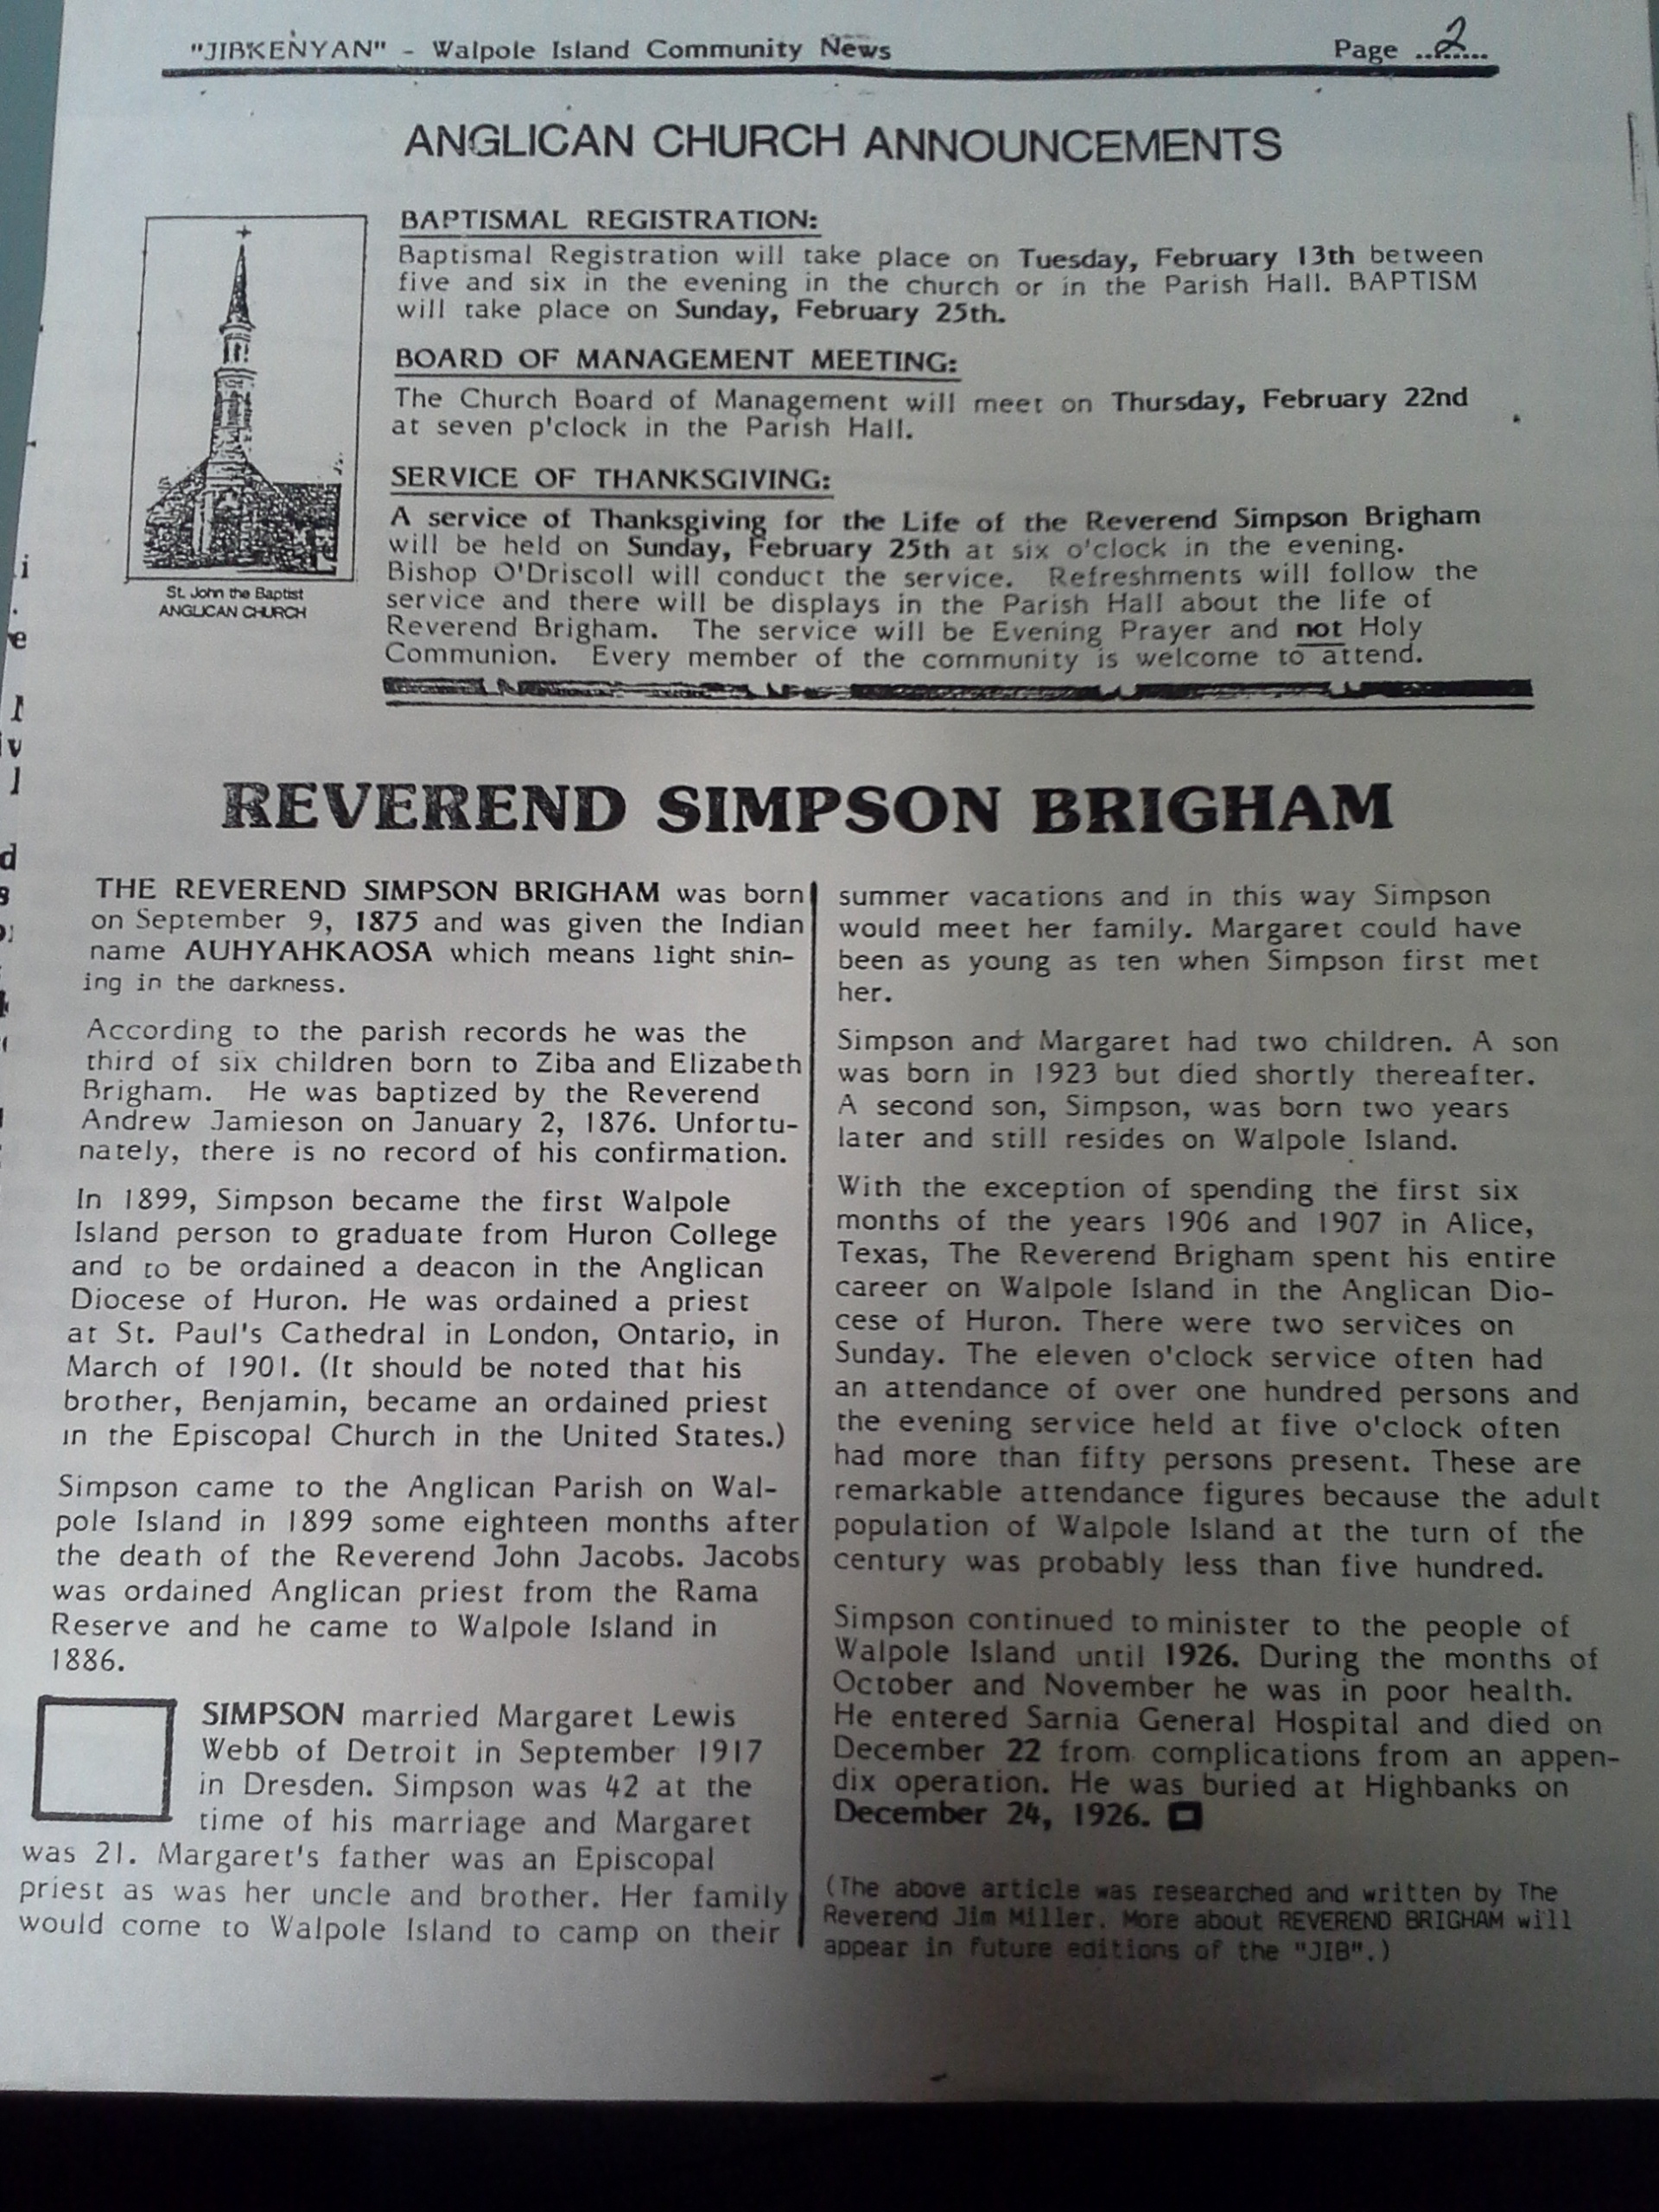 "JIBKENYAN" - Walpole Island Community News
Page ..2......
ANGLICAN CHURCH ANNOUNCEMENTS
St. John the Baptist
ANGLICAN CHURCH
BAPTISMAL REGISTRATION:
Baptismal Registration will take place on Tuesday, February 13th between
five and six in the evening in the church or in the Parish Hall. BAPTISM
will take place on Sunday, February 25th.
BOARD OF MANAGEMENT MEETING:
The Church Board of Management will meet on Thursday, February 22nd
at seven p'clock in the Parish Hall.
SERVICE OF THANKSGIVING:
A service of Thanksgiving for the Life of the Reverend Simpson Brigham
will be held on Sunday, February 25th at six o'clock in the evening.
Bishop O'Driscoll will conduct the service. Refreshments will follow the
service and there will be displays in the Parish Hall about the life of
Reverend Brigham. The service will be Evening Prayer and not Holy
Communion. Every member of the community is welcome to attend.
REVEREND SIMPSON BRIGHAM
THE REVEREND SIMPSON BRIGHAM was born
on September 9, 1875 and was given the Indian
name AUHYAHKAOSA which means light shin-
ing in the darkness.
According to the parish records he was the
third of six children born to Ziba and Elizabeth
Brigham. He was baptized by the Reverend
Andrew Jamieson on January 2, 1876. Unfortu-
nately, there is no record of his confirmation.
In 1899, Simpson became the first Walpole
Island person to graduate from Huron College
and to be ordained a deacon in the Anglican
Diocese of Huron. He was ordained a priest
at St. Paul's Cathedral in London, Ontario, in
March of 1901. (It should be noted that his
brother, Benjamin, became an ordained priest
in the Episcopal Church in the United States.)
Simpson came to the Anglican Parish on Wal-
pole Island in 1899 some eighteen months after
the death of the Reverend John Jacobs. Jacobs
was ordained Anglican priest from the Rama
Reserve and he came to Walpole Island in
1886.
SIMPSON married Margaret Lewis
Webb of Detroit in September 1917
in Dresden. Simpson was 42 at the
time of his marriage and Margaret
was 21. Margaret's father was an Episcopal
priest as was her uncle and brother. Her family
would come to Walpole Island to camp on their
summer vacations and in this way Simpson
would meet her family. Margaret could have
been as young as ten when Simpson first met
her.
Simpson and Margaret had two children. A son
was born in 1923 but died shortly thereafter.
A second son, Simpson, was born two years
later and still resides on Walpole Island.
With the exception of spending the first six
months of the years 1906 and 1907 in Alice,
Texas, The Reverend Brigham spent his entire
career on Walpole Island in the Anglican Dio-
cese of Huron. There were two services on
Sunday. The eleven o'clock service often had
an attendance of over one hundred persons and
the evening service held at five o'clock often
had more than fifty persons present. These are
remarkable attendance figures because the adult
population of Walpole Island at the turn of the
century was probably less than five hundred.
Simpson continued to minister to the people of
Walpole Island until 1926. During the months of
October and November he was in poor health.
He entered Sarnia General Hospital and died on
December 22 from complications from an appen-
dix operation. He was buried at Highbanks on
December 24, 1926.
(The above article was researched and written by The
Reverend Jim Miller. More about REVEREND BRIGHAM will
appear in future editions of the "JIB".)